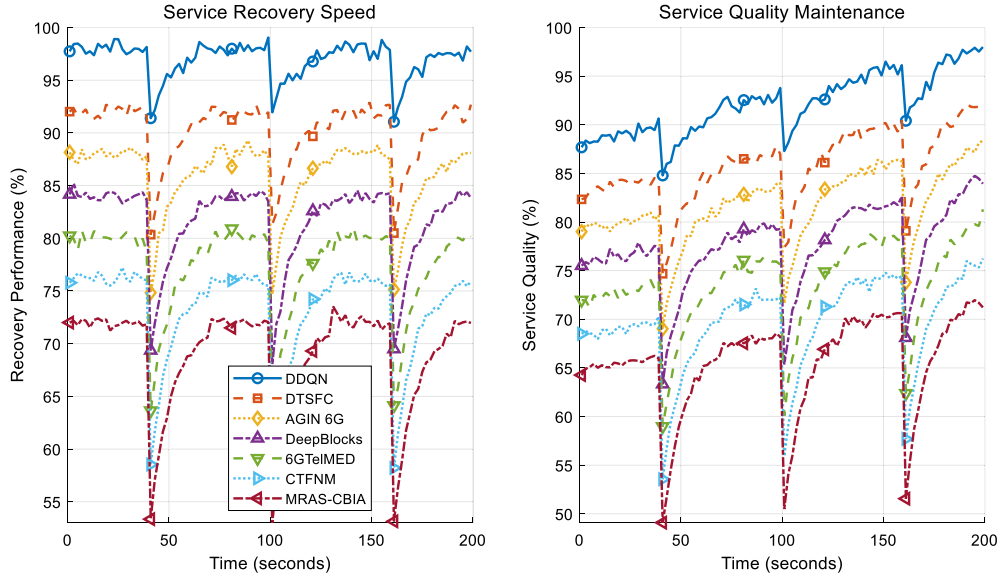 Service Recovery Speed
Recovery Performance (%)
100
95
90
85
80
75
70
65
60
55
0
50
100
150
200
Time (seconds)
DDQN
DTSFC
AGIN 6G
DeepBlocks
6GTelMED
CTFNM
MRAS-CBIA
Service Quality Maintenance
Service Quality (%)
100
95
90
85
80
75
70
65
60
55
50
0
50
100
150
200
Time (seconds)